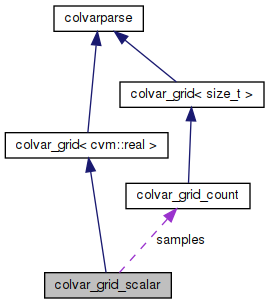 colvarparse
colvar_grid< size_t >
colvar_grid< cvm::real >
colvar_grid_count
samples
colvar_grid_scalar